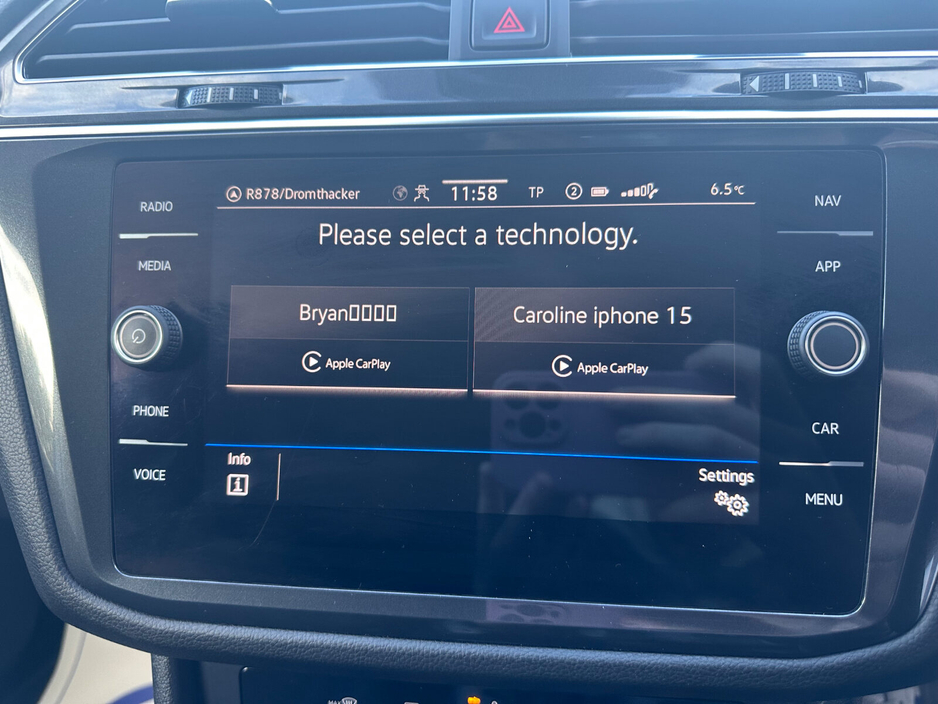 R878/Dromthacker 11:58 TP 2 6.5°C
RADIO
NAV
Please select a technology.
MEDIA
APP
Bryan▯▯▯▯
Caroline iphone 15
Apple CarPlay
Apple CarPlay
PHONE
CAR
Info
Settings
VOICE
MENU